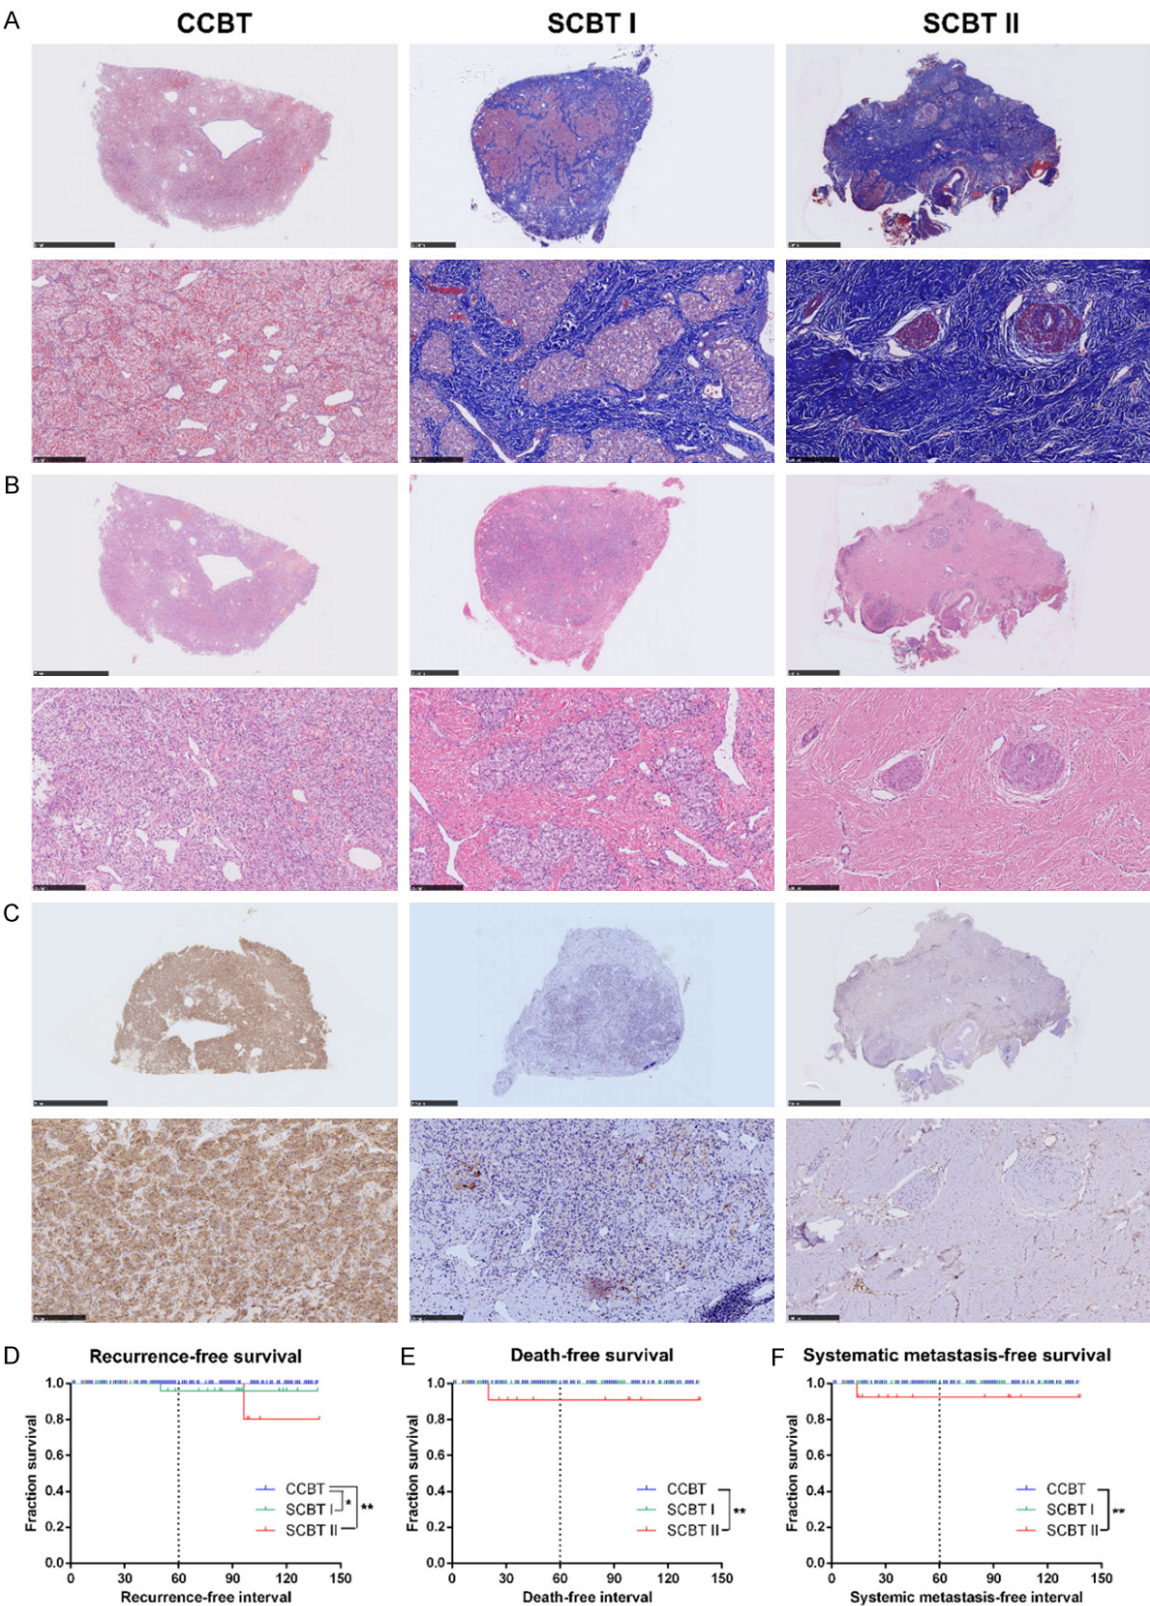 A
CCBT
SCBT I
SCBT II
B
C
D
Recurrence-free survival
Fraction survival
1.0
0.8
0.6
0.4
0.2
0.0
0
30
60
90
120
150
CCBT
SCBT I
SCBT II
*
**
Recurrence-free interval
E
Death-free survival
Fraction survival
1.0
0.8
0.6
0.4
0.2
0.0
0
30
60
90
120
150
CCBT
SCBT I
SCBT II
**
Death-free interval
F
Systematic metastasis-free survival
Fraction survival
1.0
0.8
0.6
0.4
0.2
0.0
0
30
60
90
120
150
CCBT
SCBT I
SCBT II
**
Systemic metastasis-free interval